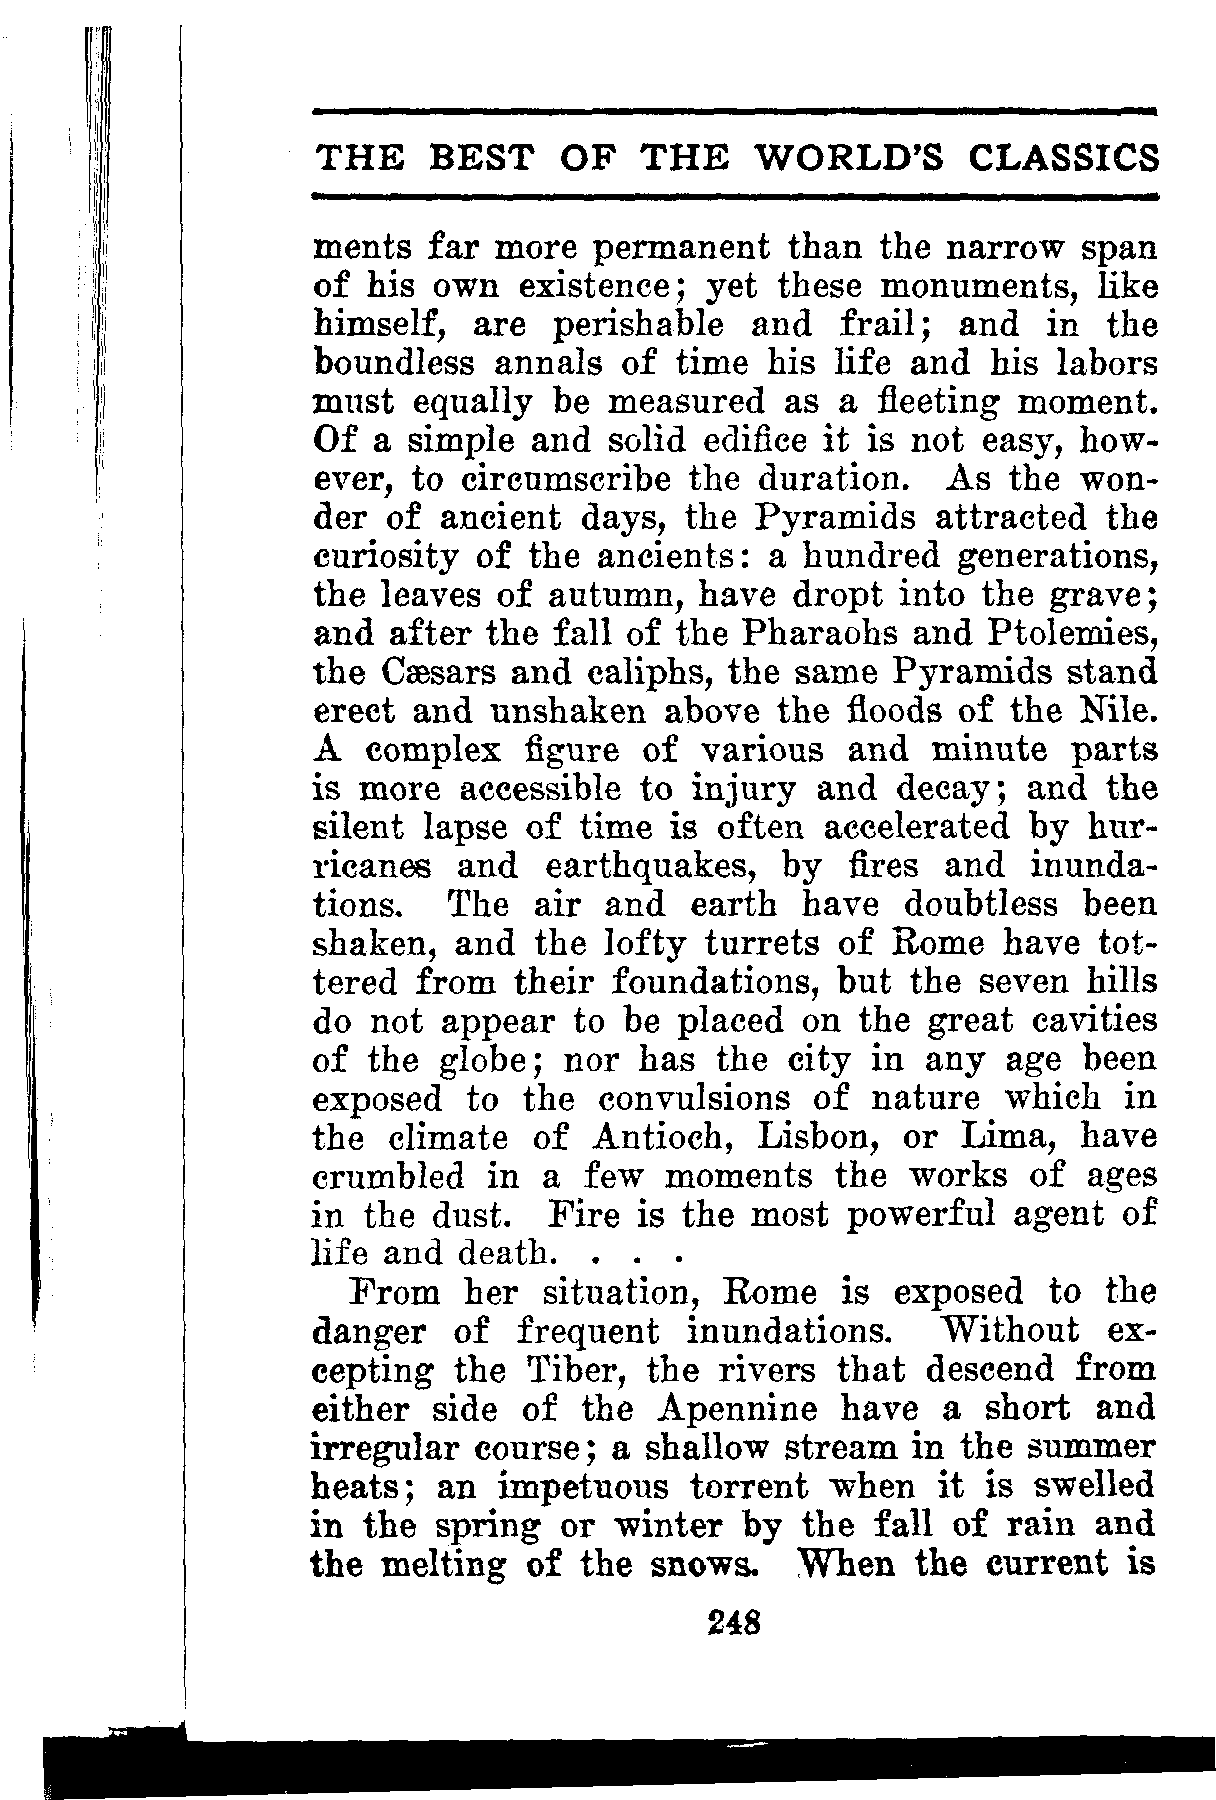 THE BEST OF THE WORLD'S CLASSICS
ments far more permanent than the narrow span
of his own existence; yet these monuments, like
himself, are perishable and frail; and in the
boundless annals of time his life and his labors
must equally be measured as a fleeting moment.
Of a simple and solid edifice it is not easy, how-
ever, to circumscribe the duration. As the won-
der of ancient days, the Pyramids attracted the
curiosity of the ancients: a hundred generations,
the leaves of autumn, have dropt into the grave;
and after the fall of the Pharaohs and Ptolemies,
the Cæsars and caliphs, the same Pyramids stand
erect and unshaken above the floods of the Nile.
A complex figure of various and minute parts
is more accessible to injury and decay; and the
silent lapse of time is often accelerated by hur-
ricanes and earthquakes, by fires and inunda-
tions. The air and earth have doubtless been
shaken, and the lofty turrets of Rome have tot-
tered from their foundations, but the seven hills
do not appear to be placed on the great cavities
of the globe; nor has the city in any age been
exposed to the convulsions of nature which in
the climate of Antioch, Lisbon, or Lima, have
crumbled in a few moments the works of ages
in the dust. Fire is the most powerful agent of
life and death. . . .
From her situation, Rome is exposed to the
danger of frequent inundations. Without ex-
cepting the Tiber, the rivers that descend from
either side of the Apennine have a short and
irregular course; a shallow stream in the summer
heats; an impetuous torrent when it is swelled
in the spring or winter by the fall of rain and
the melting of the snows. When the current is
248